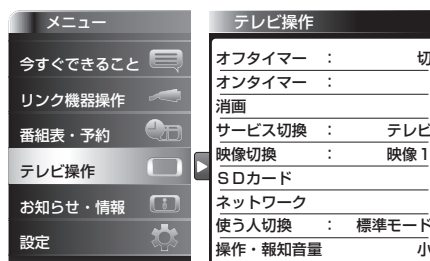 メニュー
今すぐできること
リンク機器操作
番組表・予約
テレビ操作
お知らせ・情報
設定
テレビ操作
オフタイマー ： 切
オンタイマー ：
消画
サービス切換 ： テレビ
映像切換 ： 映像1
SDカード
ネットワーク
使う人切換 ： 標準モード
操作・報知音量 小